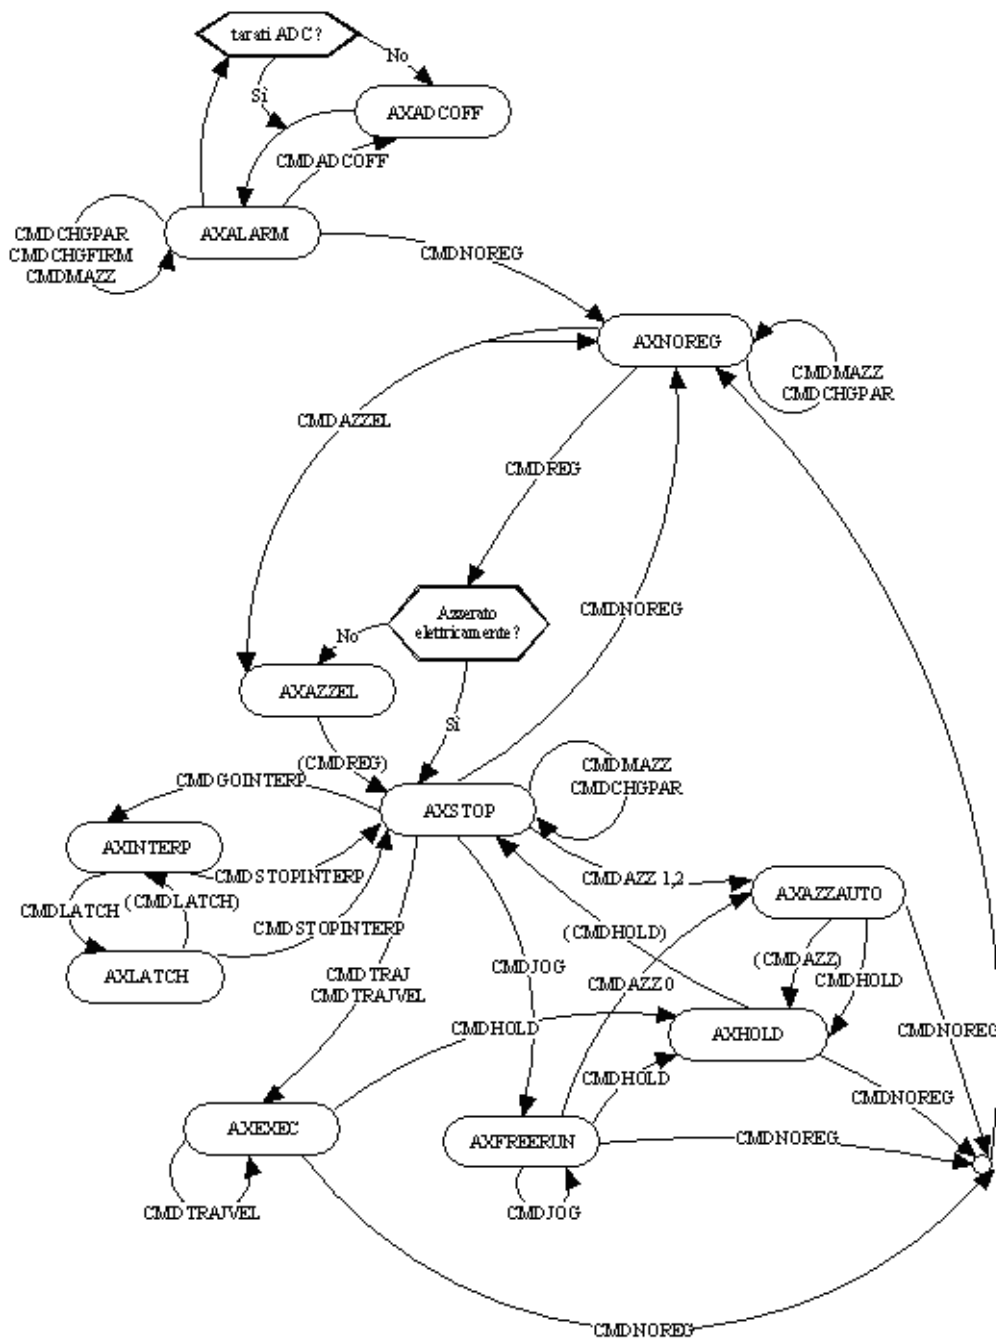 tarati ADC?
No
Sì
AXADCOFF
CMDADCOFF
AXALARM
CMDCHGPAR
CMDCHGFIRM
CMDMAZZ
CMDNOREG
AXNOREG
CMDMAZZ
CMDCHGPAR
CMDAZZEL
CMDREG
Azzerato
elettricamente?
CMDNOREG
No
AXAZZEL
Sì
(CMDREG)
CMDGOINTERP
CMDMAZZ
CMDCHGPAR
AXSTOP
AXINTERP
CMDSTOPINTERP
CMDAZZ 1,2
AXAZZAUTO
CMDLATCH
(CMDLATCH)
CMDSTOPINTERP
(CMDHOLD)
(CMDAZZ)
AXLATCH
CMDTRAJ
CMDTRAJVEL
CMDJOG
CMDAZZ 0
CMDHOLD
CMDHOLD
AXHOLD
CMDNOREG
CMDHOLD
CMDNOREG
AXEXEC
AXFREERUN
CMDNOREG
CMDTRAJVEL
CMDJOG
CMDNOREG